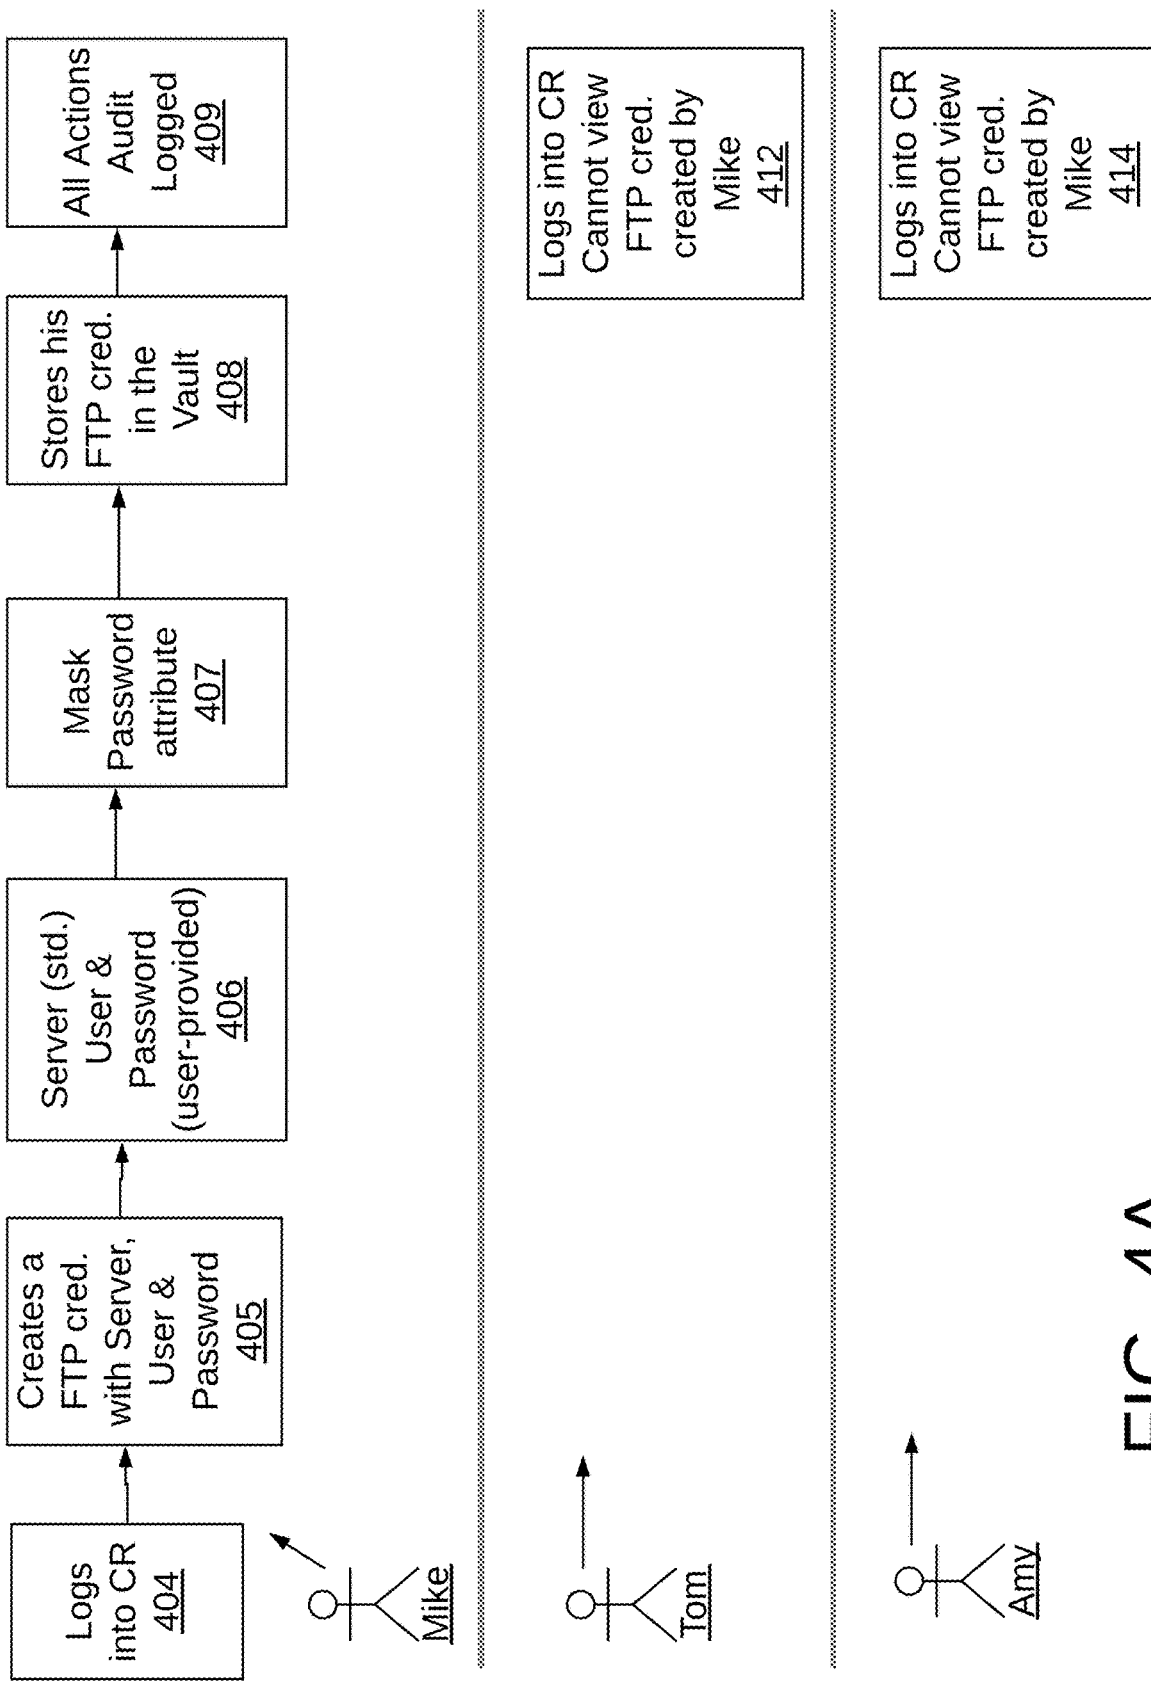 Logs
into CR
404
Creates a
FTP cred.
with Server,
User &
Password
405
Server (std.)
User &
Password
(user-provided)
406
Mask
Password
attribute
407
Stores his
FTP cred.
in the
Vault
408
All Actions
Audit
Logged
409
Mike
Tom
Logs into CR
Cannot view
FTP cred.
created by
Mike
412
Amy
Logs into CR
Cannot view
FTP cred.
created by
Mike
414
FIG. 4A